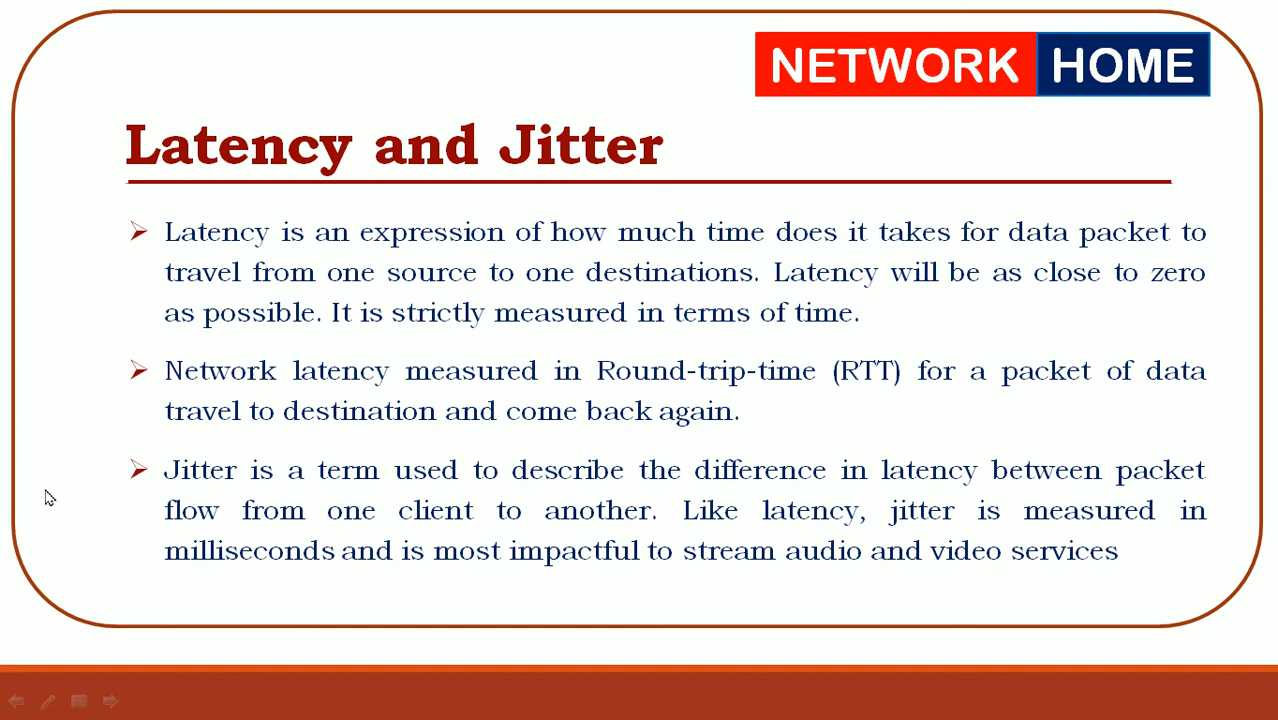 NETWORK HOME
Latency and Jitter
Latency is an expression of how much time does it takes for data packet to
travel from one source to one destinations. Latency will be as close to zero
as possible. It is strictly measured in terms of time.
Network latency measured in Round-trip-time (RTT) for a packet of data
travel to destination and come back again.
Jitter is a term used to describe the difference in latency between packet
flow from one client to another. Like latency, jitter is measured in
milliseconds and is most impactful to stream audio and video services